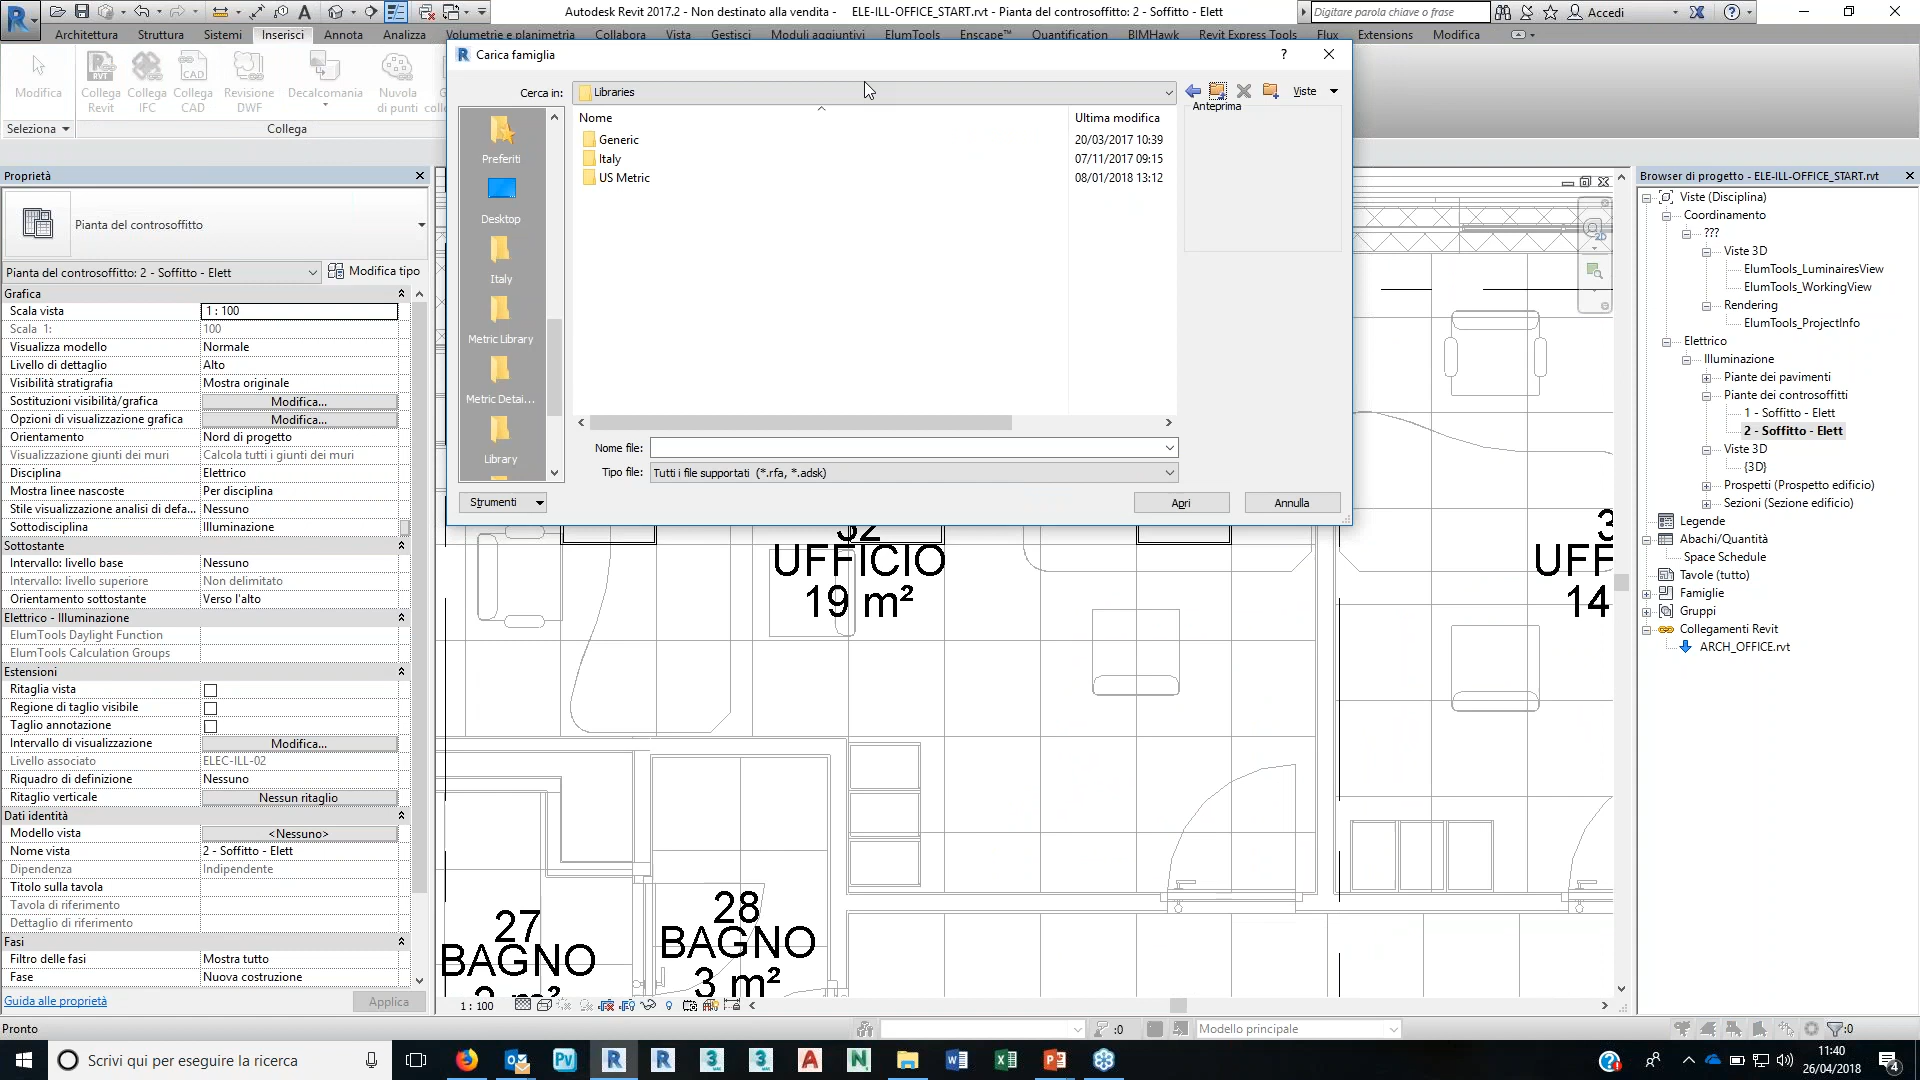 Autodesk Revit 2017.2 - Non destinato alla vendita - ELE-ILL-OFFICE_START.rvt - Pianta del controsoffitto: 2 - Soffitto - Elett
Digitare parola chiave o frase
Accedi
Architettura Struttura Sistemi Inserisci Annota Analizza Volumetrie e planimetria Collabora Vista Gestisci Moduli aggiuntivi ElumTools Enscape™ Quantification BIMHawk Revit Express Tools Flux Extensions Modifica
Modifica
Collega Revit
Collega IFC
Collega CAD
Revisione DWF
Decalcomania
Nuvola di punti
Seleziona
Collega
Carica famiglia
Cerca in: Libraries
Viste
Anteprima
Nome Ultima modifica
Generic 20/03/2017 10:39
Italy 07/11/2017 09:15
US Metric 08/01/2018 13:12
Preferiti
Desktop
Italy
Metric Library
Metric Detai...
Library
Nome file:
Tipo file: Tutti i file supportati (*.rfa, *.adsk)
Strumenti Apri Annulla
Proprietà
Pianta del controsoffitto
Pianta del controsoffitto: 2 - Soffitto - Elett Modifica tipo
Grafica
Scala vista 1 : 100
Scala 1: 100
Visualizza modello Normale
Livello di dettaglio Alto
Visibilità stratigrafia Mostra originale
Sostituzioni visibilità/grafica Modifica...
Opzioni di visualizzazione grafica Modifica...
Orientamento Nord di progetto
Visualizzazione giunti dei muri Calcola tutti i giunti dei muri
Disciplina Elettrico
Mostra linee nascoste Per disciplina
Stile visualizzazione analisi di defa... Nessuno
Sottodisciplina Illuminazione
Sottostante
Intervallo: livello base Nessuno
Intervallo: livello superiore Non delimitato
Orientamento sottostante Verso l'alto
Elettrico - Illuminazione
ElumTools Daylight Function
ElumTools Calculation Groups
Estensioni
Ritaglia vista
Regione di taglio visibile
Taglio annotazione
Intervallo di visualizzazione Modifica...
Livello associato ELEC-ILL-02
Riquadro di definizione Nessuno
Ritaglio verticale Nessun ritaglio
Dati identità
Modello vista <Nessuno>
Nome vista 2 - Soffitto - Elett
Dipendenza Indipendente
Titolo sulla tavola
Tavola di riferimento
Dettaglio di riferimento
Fasi
Filtro delle fasi Mostra tutto
Fase Nuova costruzione
Guida alle proprietà Applica
32
UFFICIO
19 m²
UFF
14
27
BAGNO
28
BAGNO
3 m²
Browser di progetto - ELE-ILL-OFFICE_START.rvt
Viste (Disciplina)
Coordinamento
???
Viste 3D
ElumTools_LuminairesView
ElumTools_WorkingView
Rendering
ElumTools_ProjectInfo
Elettrico
Illuminazione
Piante dei pavimenti
Piante dei controsoffitti
1 - Soffitto - Elett
2 - Soffitto - Elett
Viste 3D
{3D}
Prospetti (Prospetto edificio)
Sezioni (Sezione edificio)
Legende
Abachi/Quantità
Space Schedule
Tavole (tutto)
Famiglie
Gruppi
Collegamenti Revit
ARCH_OFFICE.rvt
1 : 100
Pronto
:0
Modello principale
:0
Scrivi qui per eseguire la ricerca
11:40
26/04/2018
4